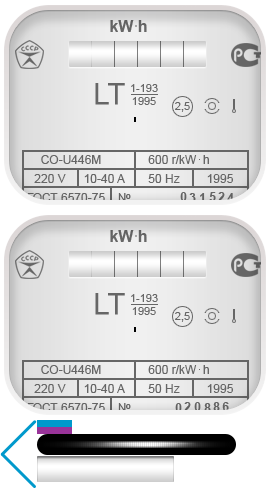 kW·h
СССР
LT 1-193
1995
2,5
CO-U446M 600 r/kW·h
220 V 10-40 A 50 Hz 1995
ГОСТ 6570-75 № 031524
kW·h
СССР
LT 1-193
1995
2,5
CO-U446M 600 r/kW·h
220 V 10-40 A 50 Hz 1995
ГОСТ 6570-75 № 020886